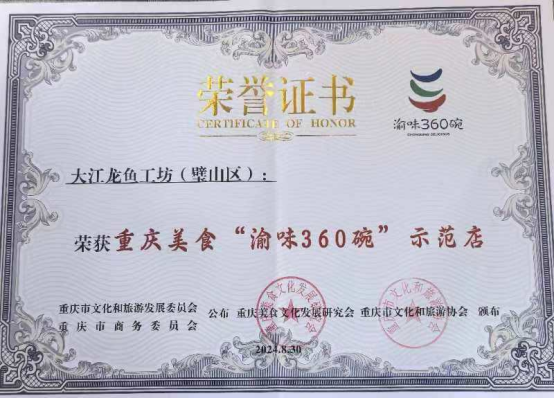 荣誉证书
CERTIFICATE OF HONOR
渝味360碗
大江龙鱼工坊（璧山区）：
荣获重庆美食“渝味360碗”示范店
重庆市文化和旅游发展委员会
重庆市商务委员会
公布
重庆美食文化发展研究会
重庆市文化和旅游协会
颁布
2024.8.30